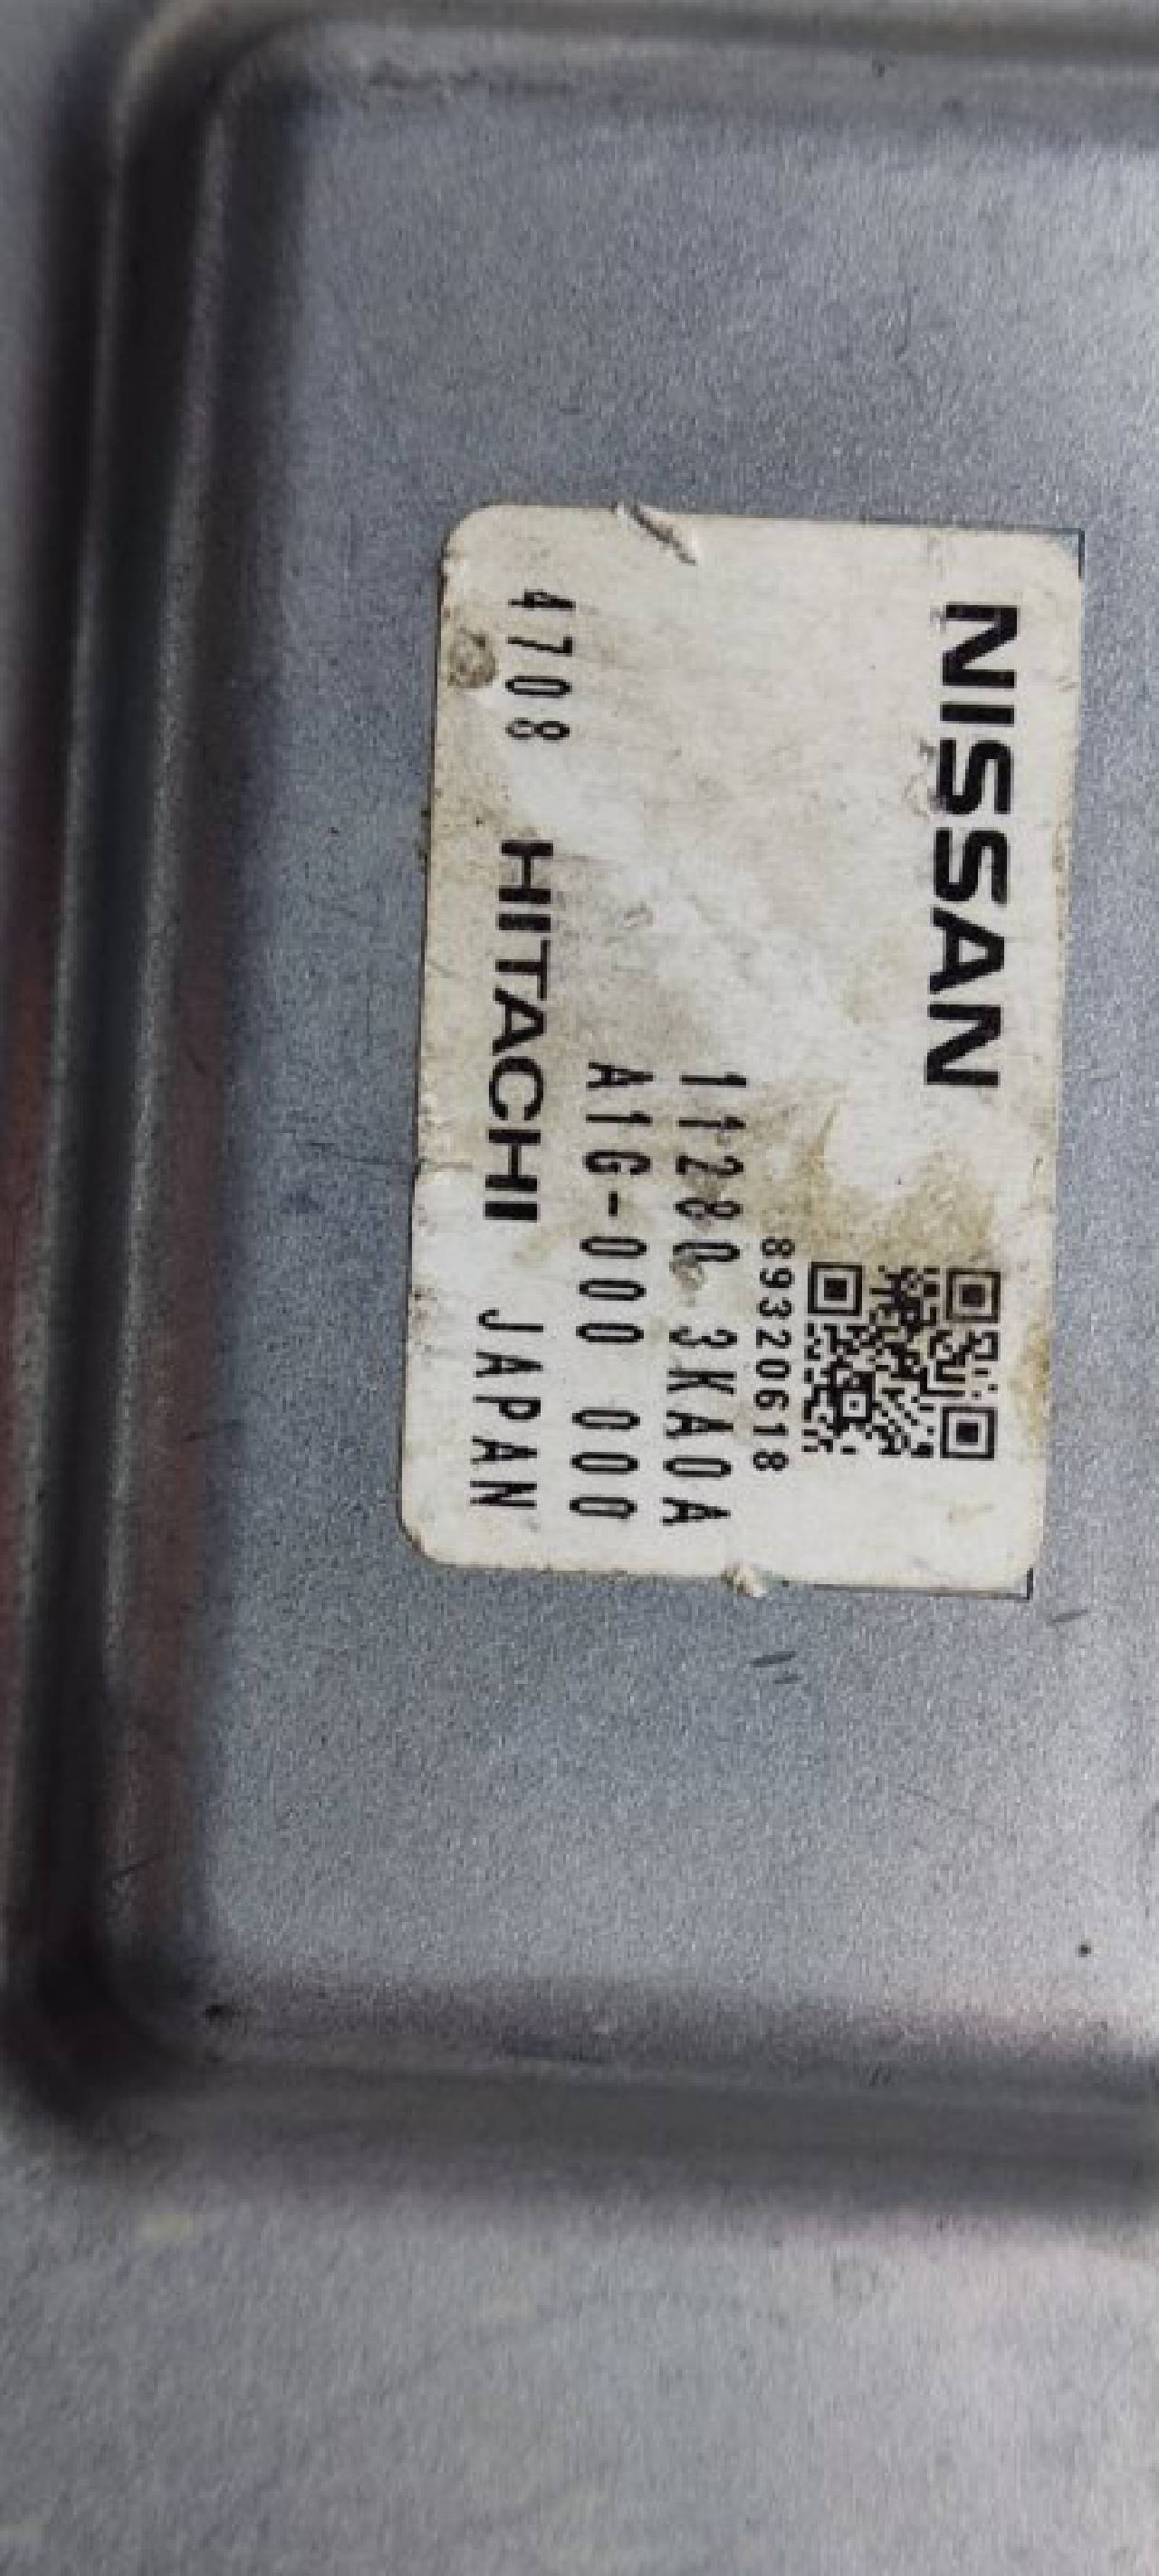 NISSAN
89320618
11280 3KA0A
A1G-000 000
4708 HITACHI JAPAN